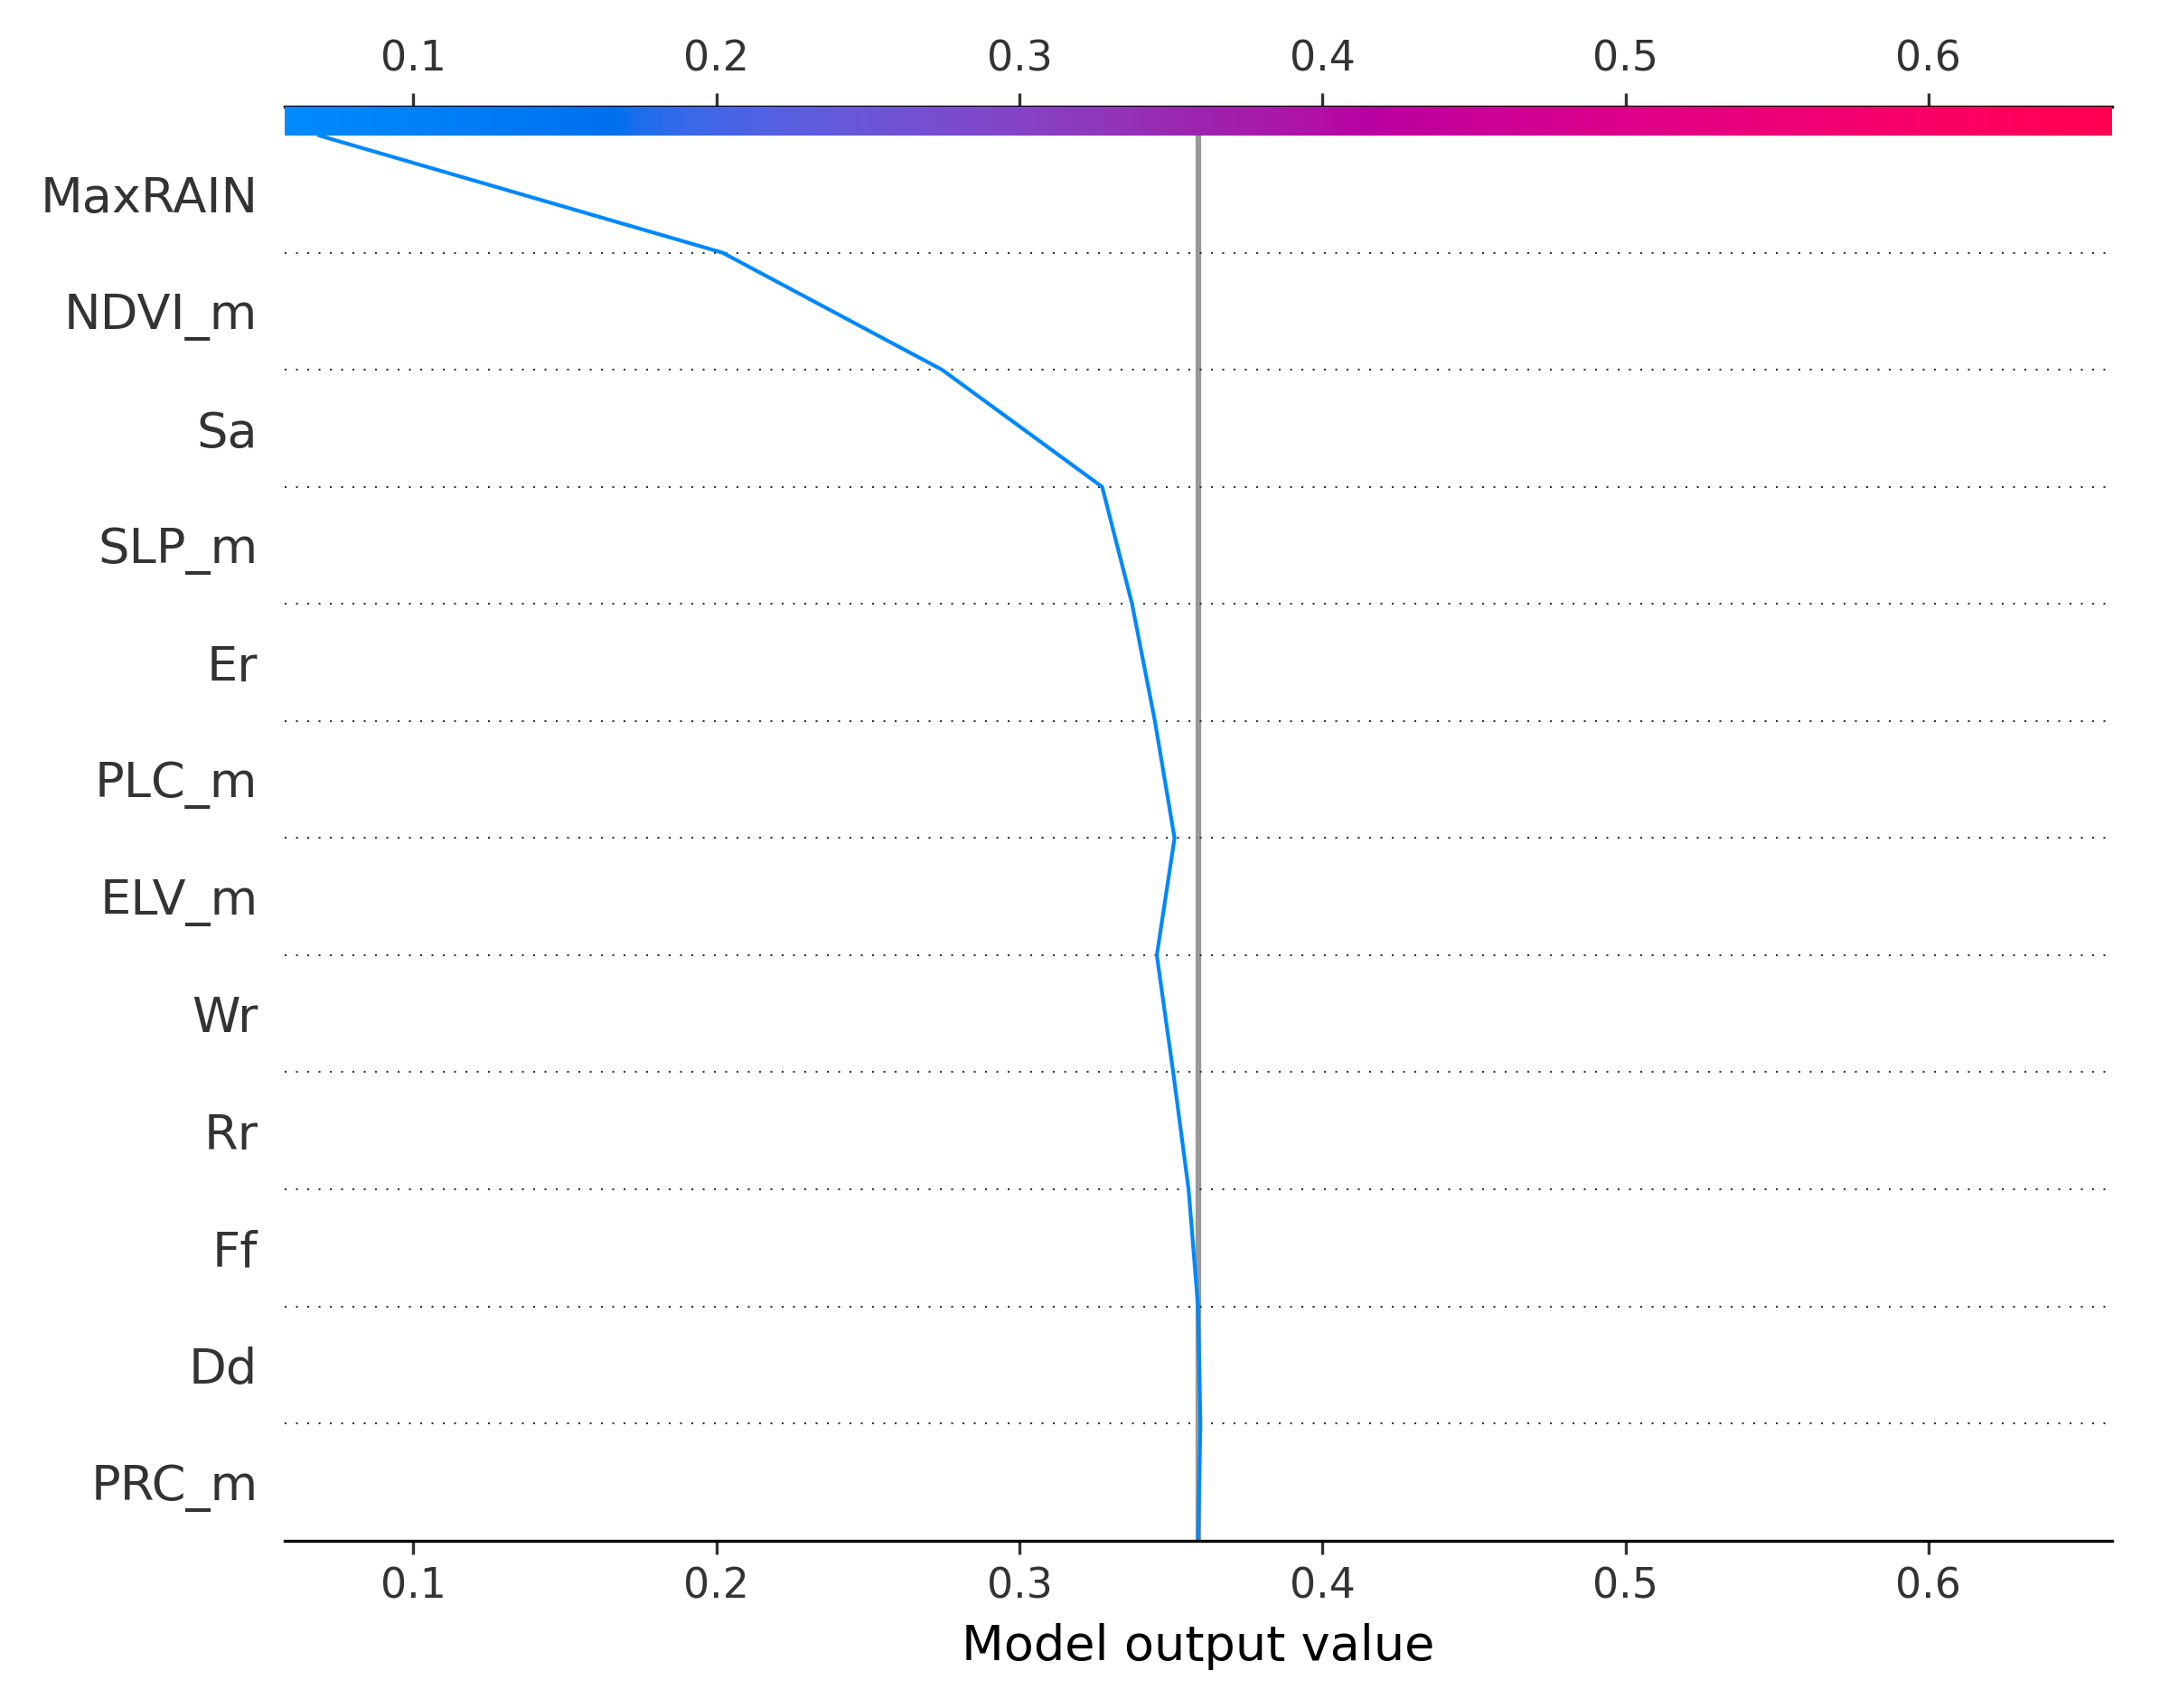 0.1 0.2 0.3 0.4 0.5 0.6
MaxRAIN
NDVI_m
Sa
SLP_m
Er
PLC_m
ELV_m
Wr
Rr
Ff
Dd
PRC_m
0.1 0.2 0.3 0.4 0.5 0.6
Model output value